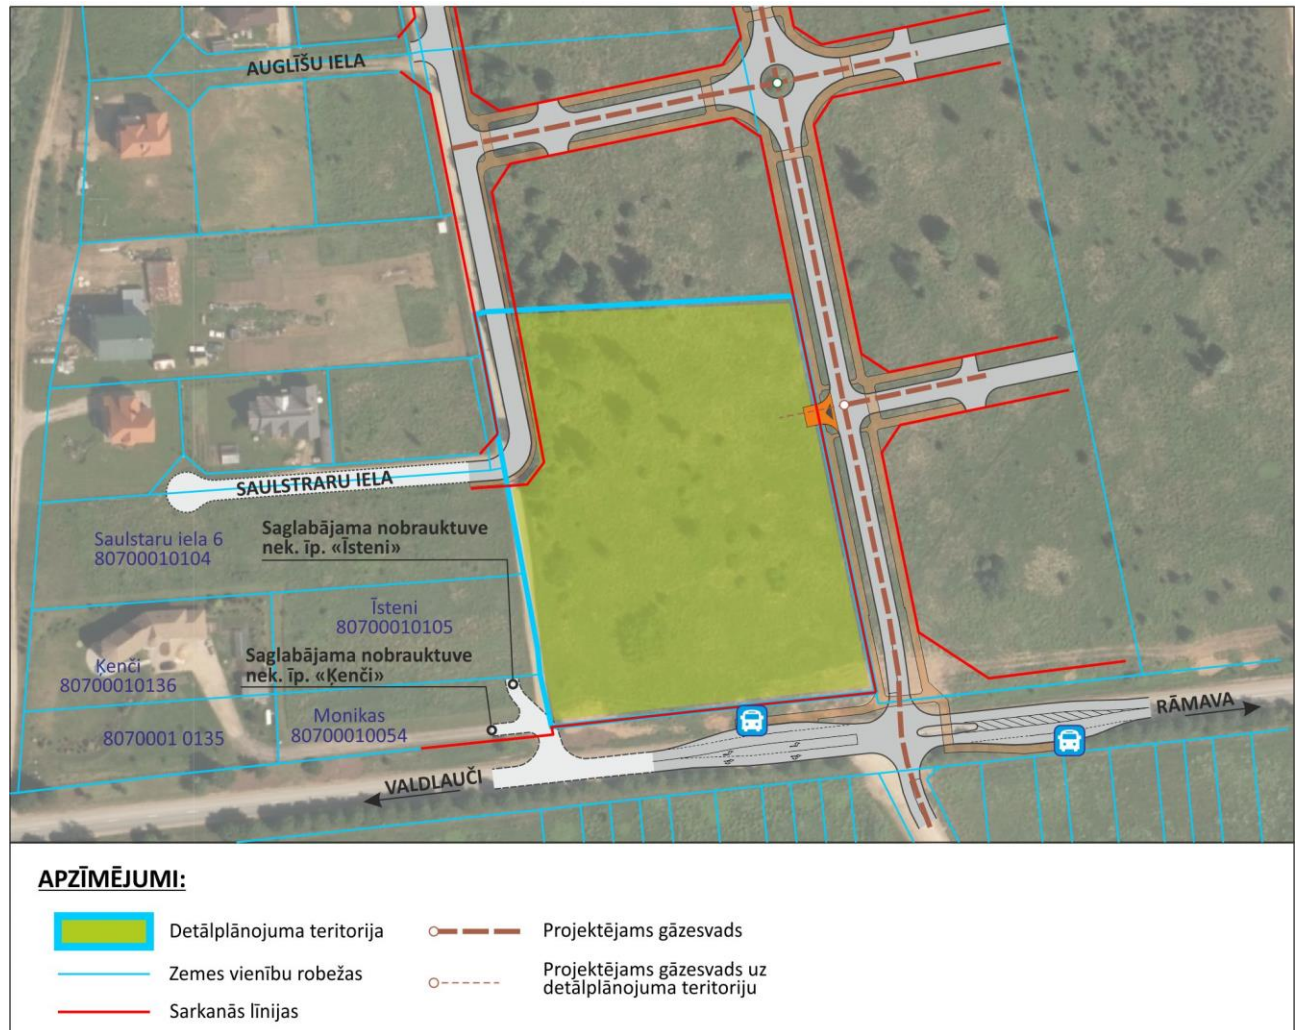 AUGLĪŠU IELA
SAULSTRARU IELA
Saulstaru iela 6
80700010104
Saglabājama nobrauktuve
nek. īp. «Īsteni»
Īsteni
80700010105
Ķenči
80700010136
Saglabājama nobrauktuve
nek. īp. «Ķenči»
Monikas
80700010054
8070001 0135
VALDLAUČI
RĀMAVA
APZĪMĒJUMI:
Detālplānojuma teritorija
Zemes vienību robežas
Sarkanās līnijas
Projektējams gāzesvads
Projektējams gāzesvads uz
detālplānojuma teritoriju